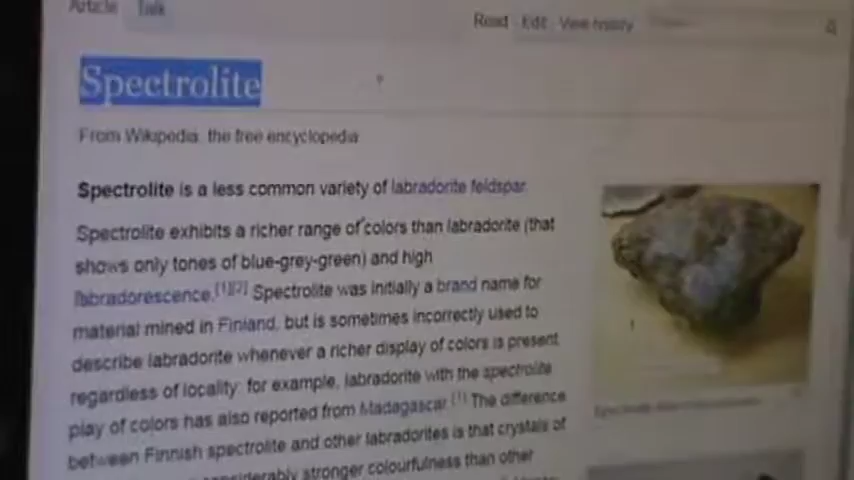 Article Talk
Read Edit View history
Spectrolite
From Wikipedia, the free encyclopedia
Spectrolite is a less common variety of labradorite feldspar.
Spectrolite exhibits a richer range of colors than labradorite (that
shows only tones of blue-grey-green) and high
labradorescence.[1][2] Spectrolite was initially a brand name for
material mined in Finland, but is sometimes incorrectly used to
describe labradorite whenever a richer display of colors is present,
regardless of locality: for example, labradorite with the spectrolite
play of colors has also reported from Madagascar.[1] The difference
between Finnish spectrolite and other labradorites is that crystals of
considerably stronger colourfulness than other